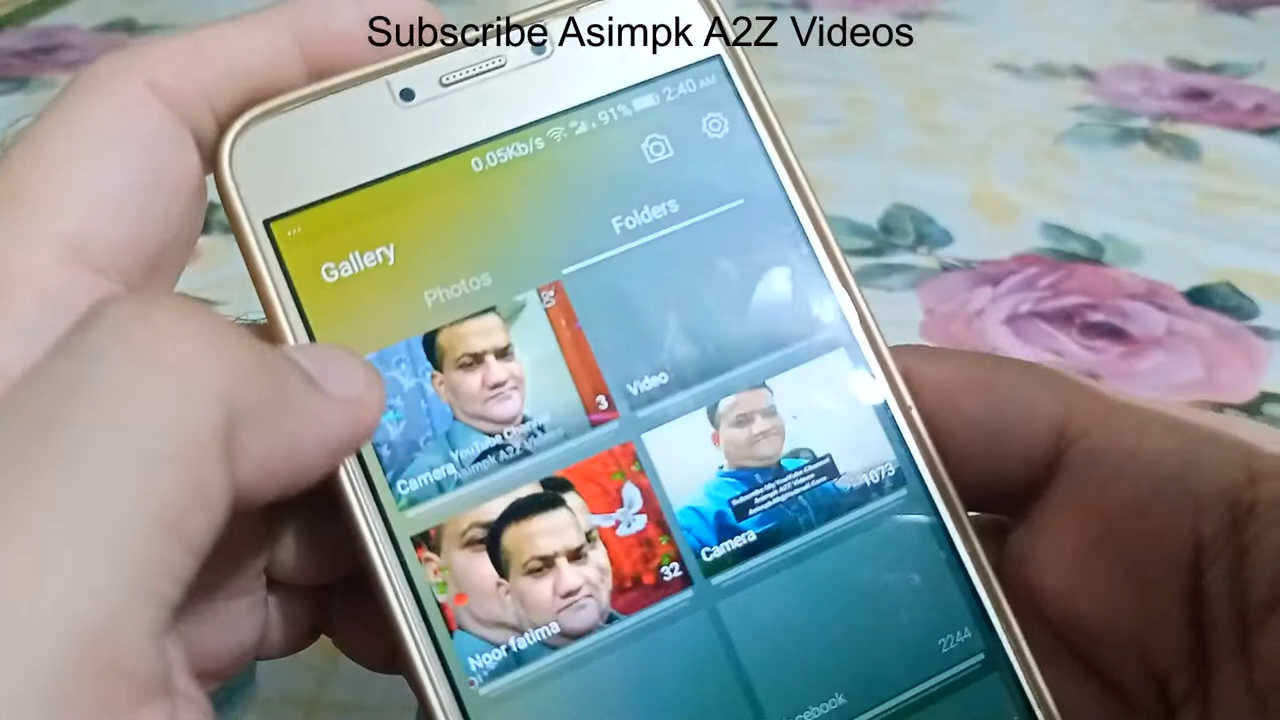 Subscribe Asimpk A2Z Videos
0.05Kb/s 91% 2:40 AM
...
Gallery
Photos
Folders
3
Camera
Video
1073
Camera
32
Noor fatima
2244